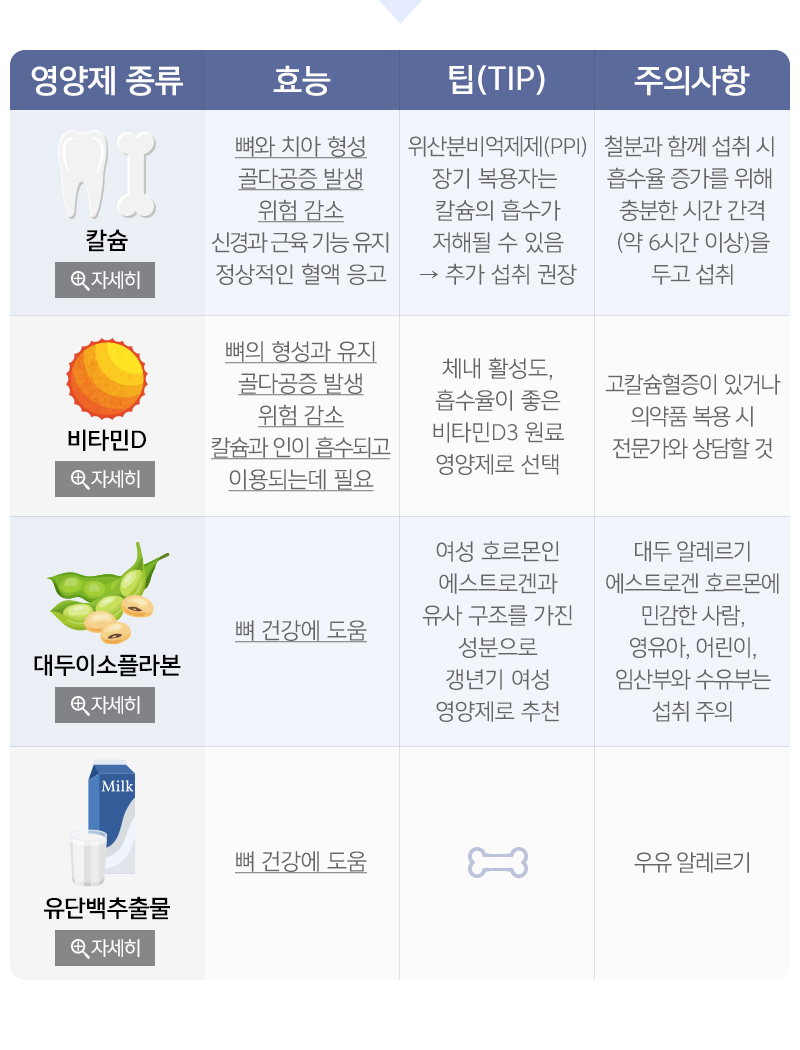 영양제 종류
효능
팁(TIP)
주의사항
칼슘
자세히
뼈와 치아 형성
골다공증 발생
위험 감소
신경과 근육 기능 유지
정상적인 혈액 응고
위산분비억제제(PPI)
장기 복용자는
칼슘의 흡수가
저해될 수 있음
→ 추가 섭취 권장
철분과 함께 섭취 시
흡수율 증가를 위해
충분한 시간 간격
(약 6시간 이상)을
두고 섭취
비타민D
자세히
뼈의 형성과 유지
골다공증 발생
위험 감소
칼슘과 인이 흡수되고
이용되는데 필요
체내 활성도,
흡수율이 좋은
비타민D3 원료
영양제로 선택
고칼슘혈증이 있거나
의약품 복용 시
전문가와 상담할 것
대두이소플라본
자세히
뼈 건강에 도움
여성 호르몬인
에스트로겐과
유사 구조를 가진
성분으로
갱년기 여성
영양제로 추천
대두 알레르기
에스트로겐 호르몬에
민감한 사람,
영유아, 어린이,
임산부와 수유부는
섭취 주의
Milk
유단백추출물
자세히
뼈 건강에 도움
우유 알레르기